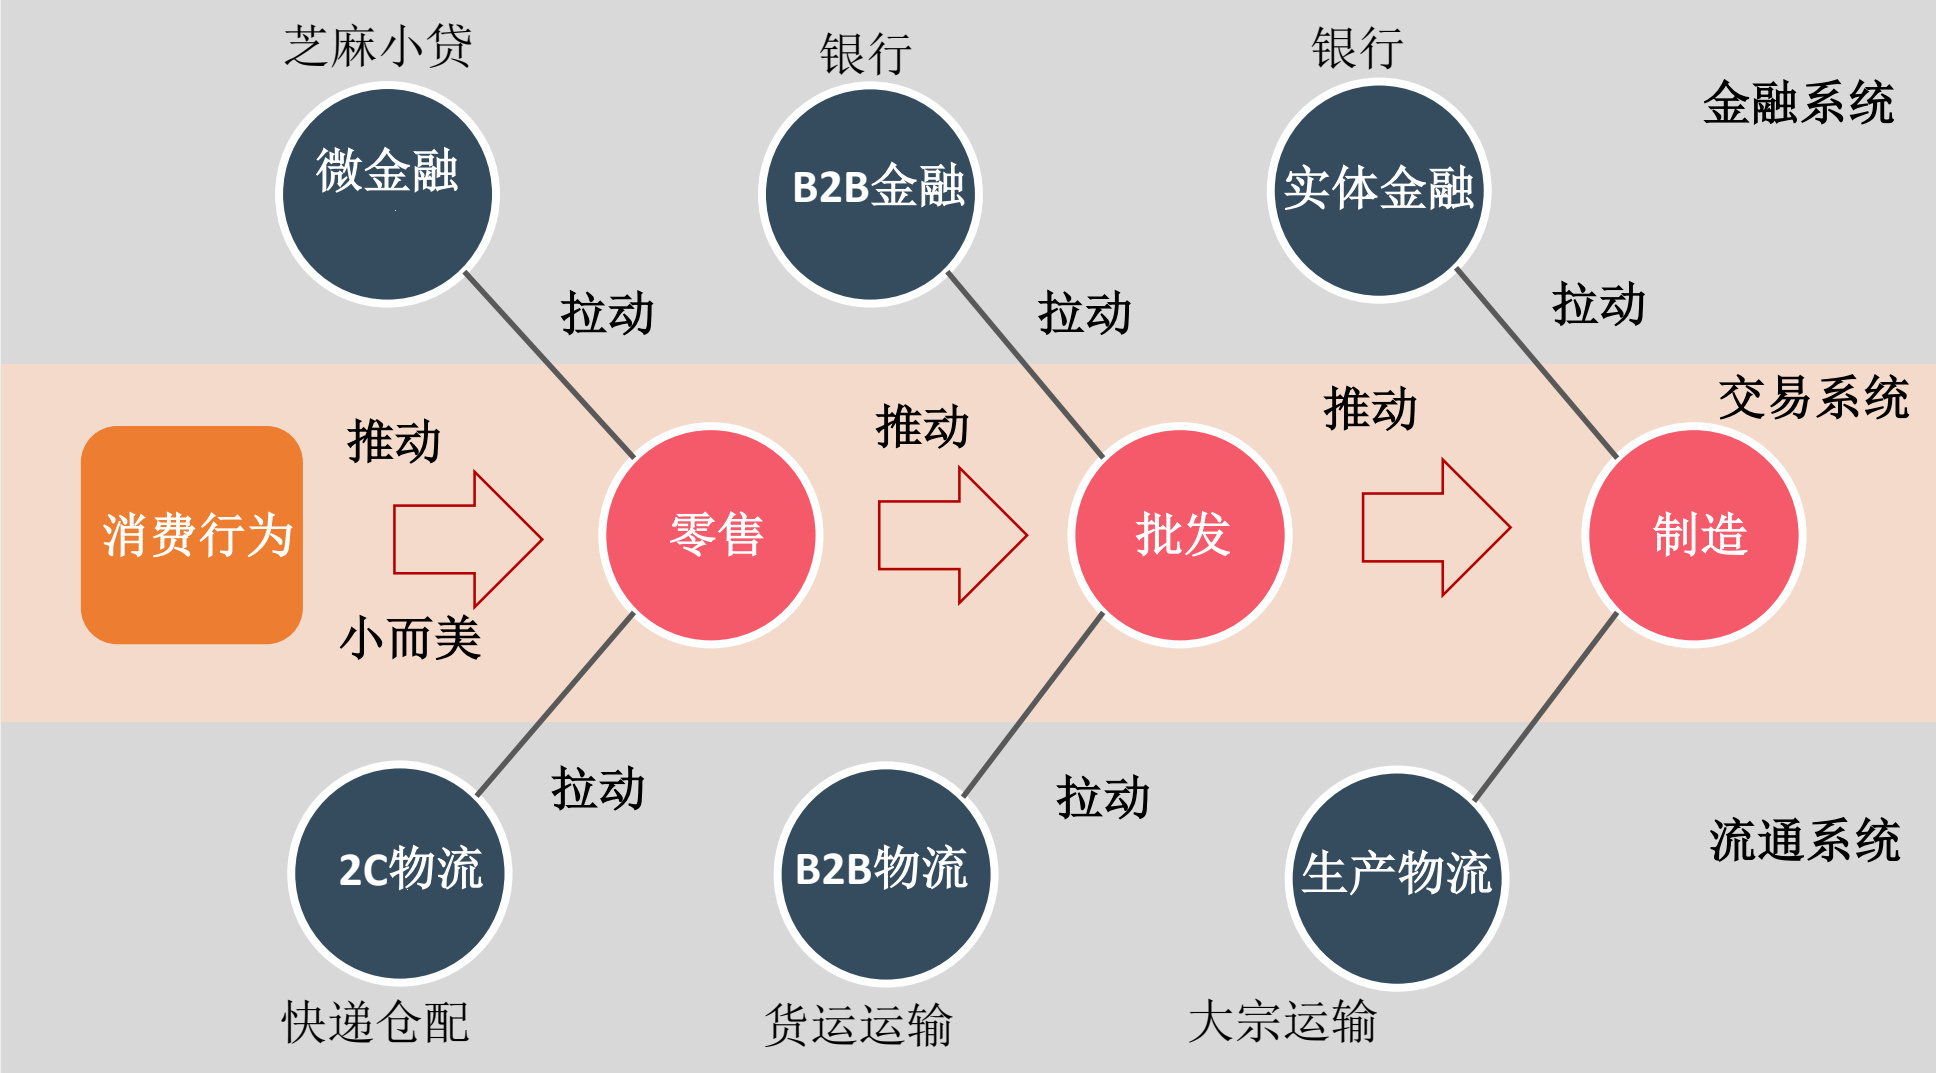 芝麻小贷
银行
银行
金融系统
微金融
B2B金融
实体金融
拉动
拉动
拉动
交易系统
推动
推动
推动
消费行为
零售
批发
制造
小而美
拉动
拉动
流通系统
2C物流
B2B物流
生产物流
快递仓配
货运运输
大宗运输